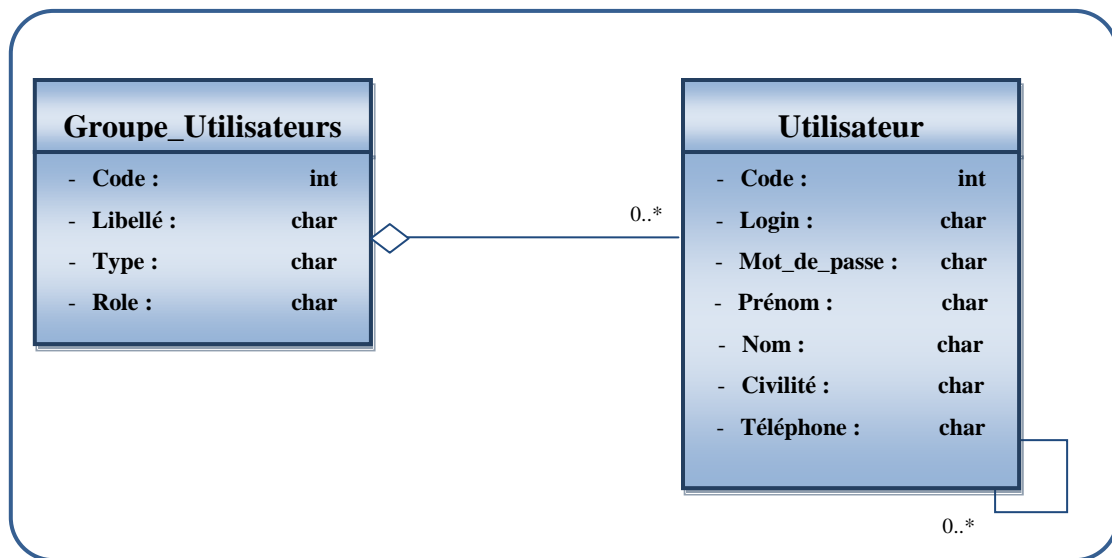 Groupe_Utilisateurs
- Code : int
- Libellé : char
- Type : char
- Role : char
0..*
Utilisateur
- Code : int
- Login : char
- Mot_de_passe : char
- Prénom : char
- Nom : char
- Civilité : char
- Téléphone : char
0..*